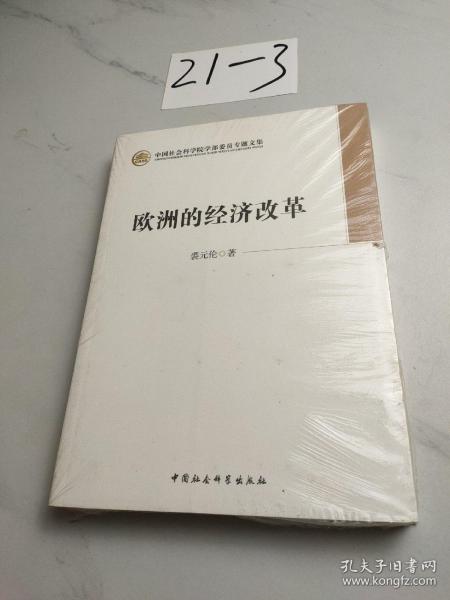 21-3
中国社会科学院学部委员专题文集
欧洲的经济改革
裘元伦◎著
中国社会科学出版社
孔夫子旧书网
www.kongfz.com